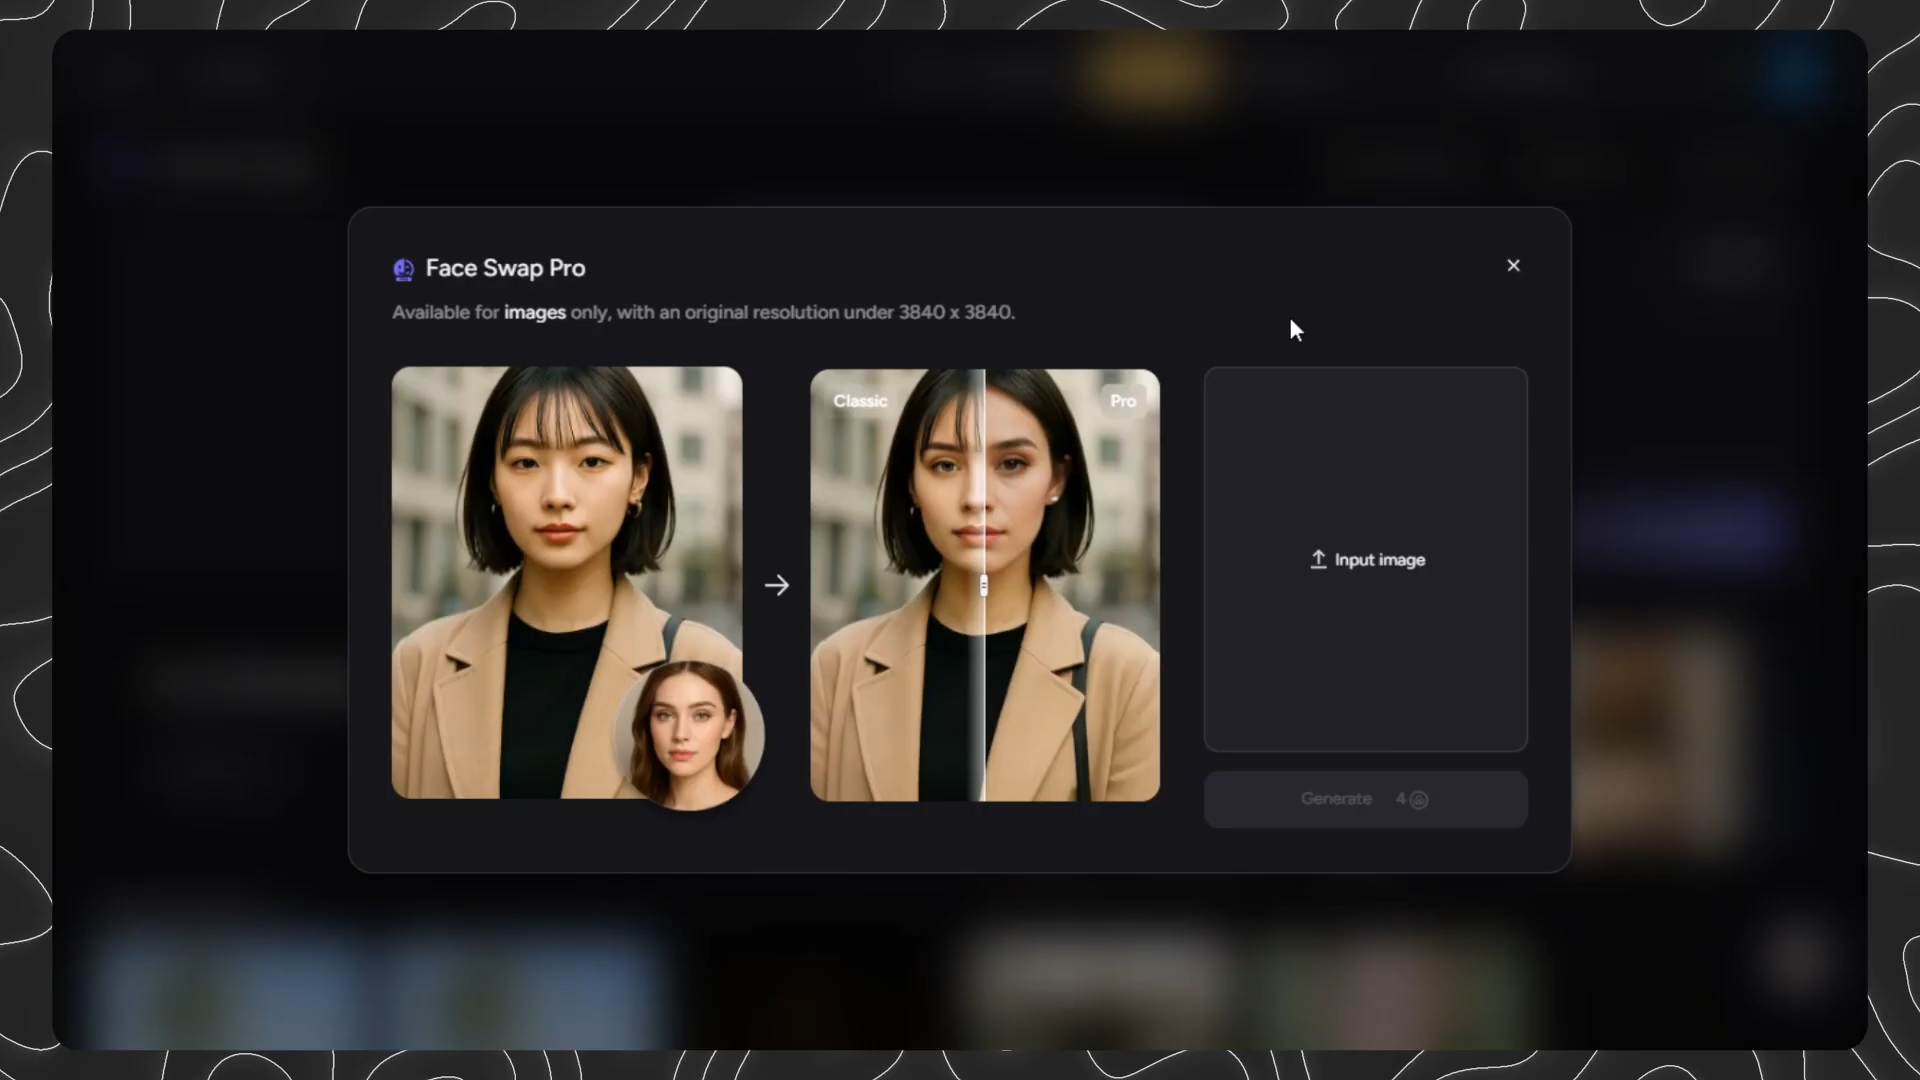 Face Swap Pro
Available for images only, with an original resolution under 3840 x 3840.
Classic
Pro
Input image
Generate 4